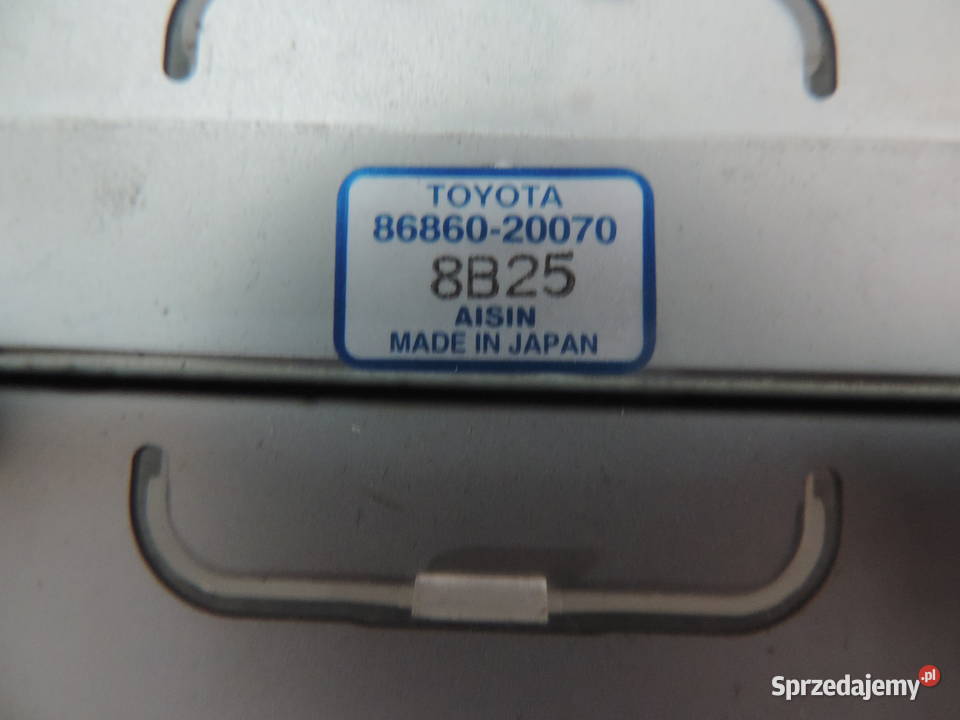 TOYOTA
86860-20070
8B25
AISIN
MADE IN JAPAN
Sprzedajemy.pl